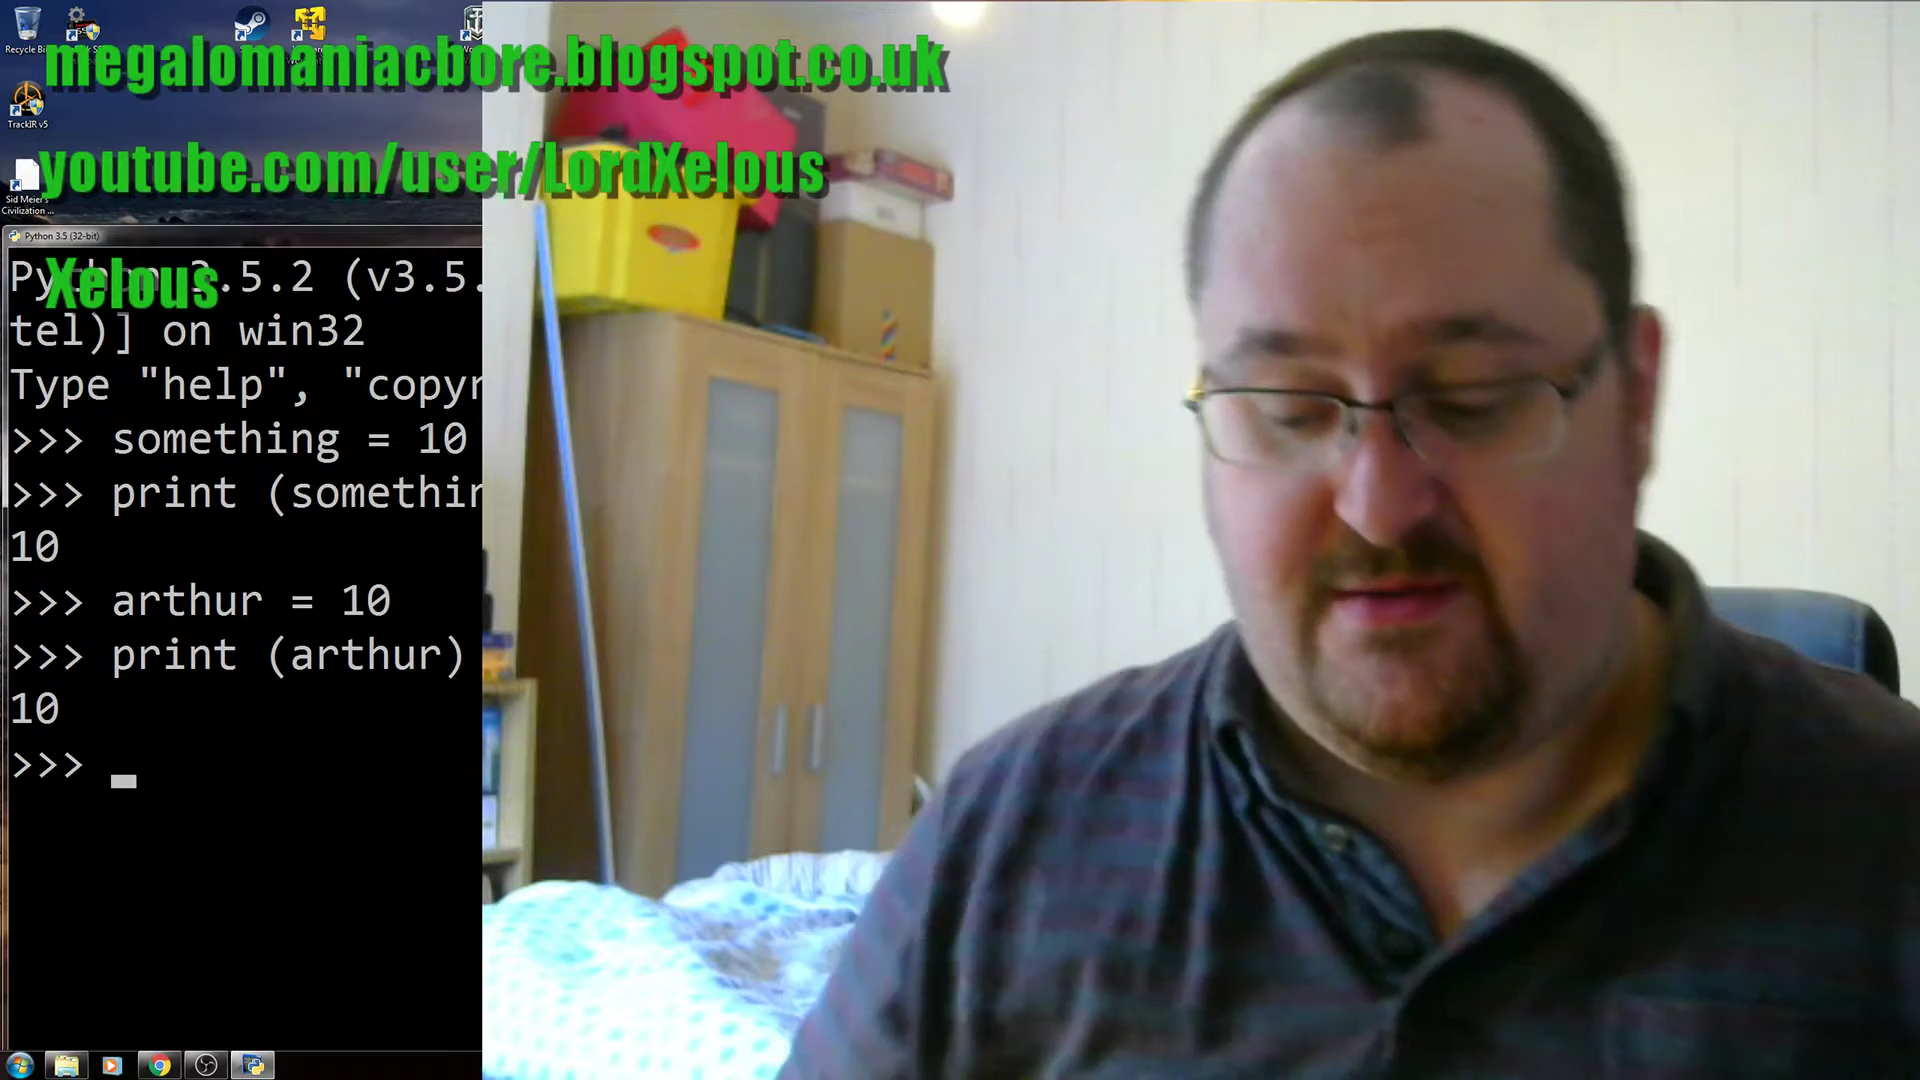 Recycle Bi
megalomaniacbore.blogspot.co.uk
TrackIR v5
youtube.com/user/LordXelous
Sid Meier's
Civilization ...
Python 3.5 (32-bit)
Xelous
.5.2 (v3.5.
tel)] on win32
Type "help", "copyr
>>> something = 10
>>> print (somethin
10
>>> arthur = 10
>>> print (arthur)
10
>>>